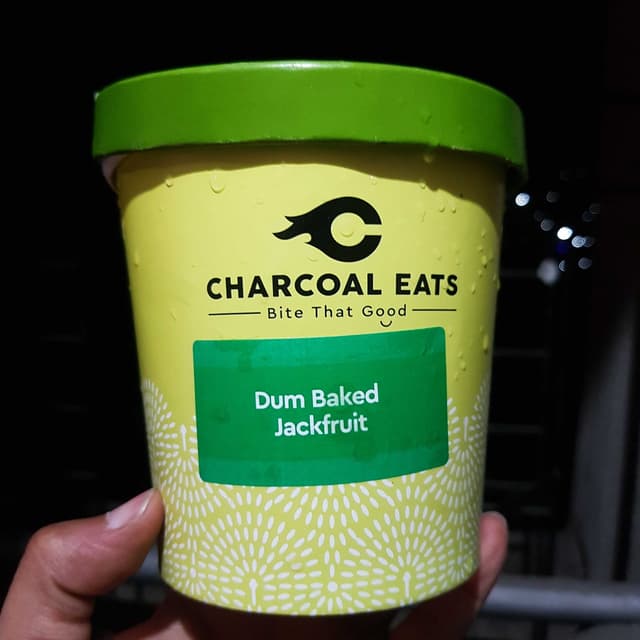 CHARCOAL EATS
Bite That Good
Dum Baked
Jackfruit